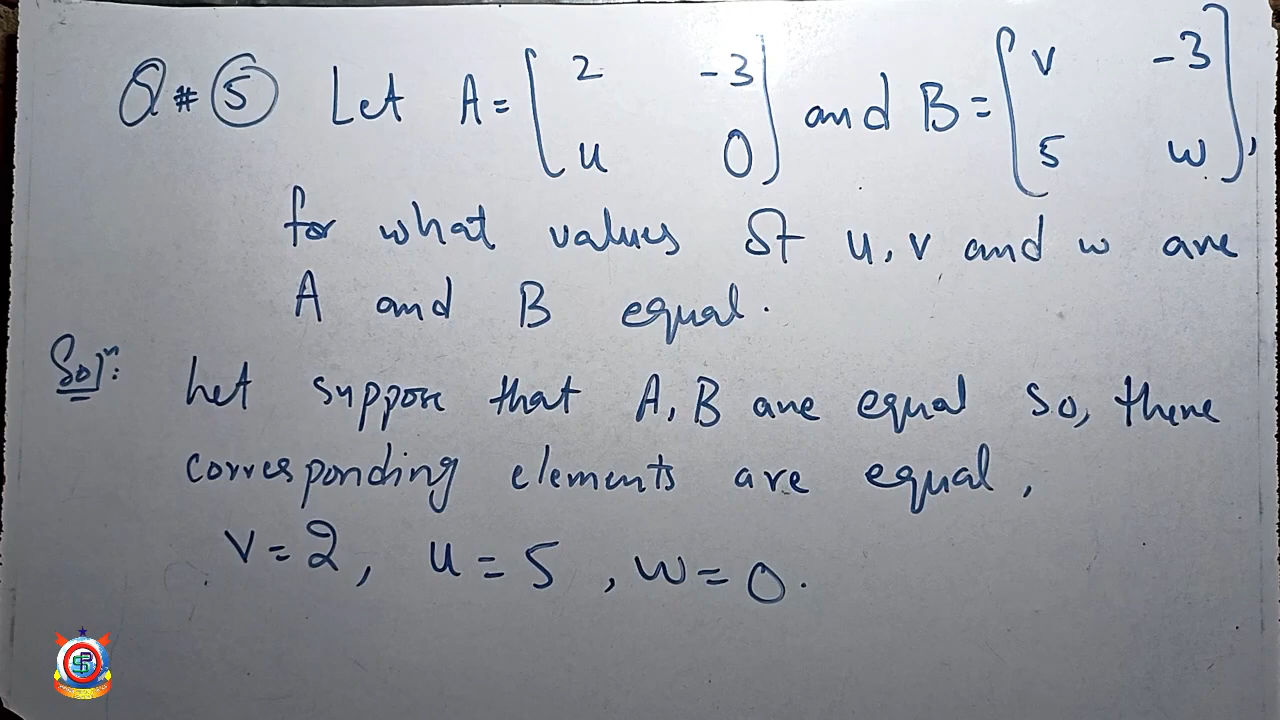 Q # 5 Let A = [ 2 -3 and B = [ v -3
u 0 ] 5 w ],
for what values of u, v and w are
A and B equal.
Sol^n: Let suppose that A, B are equal so, there
corresponding elements are equal,
v = 2, u = 5, w = 0.